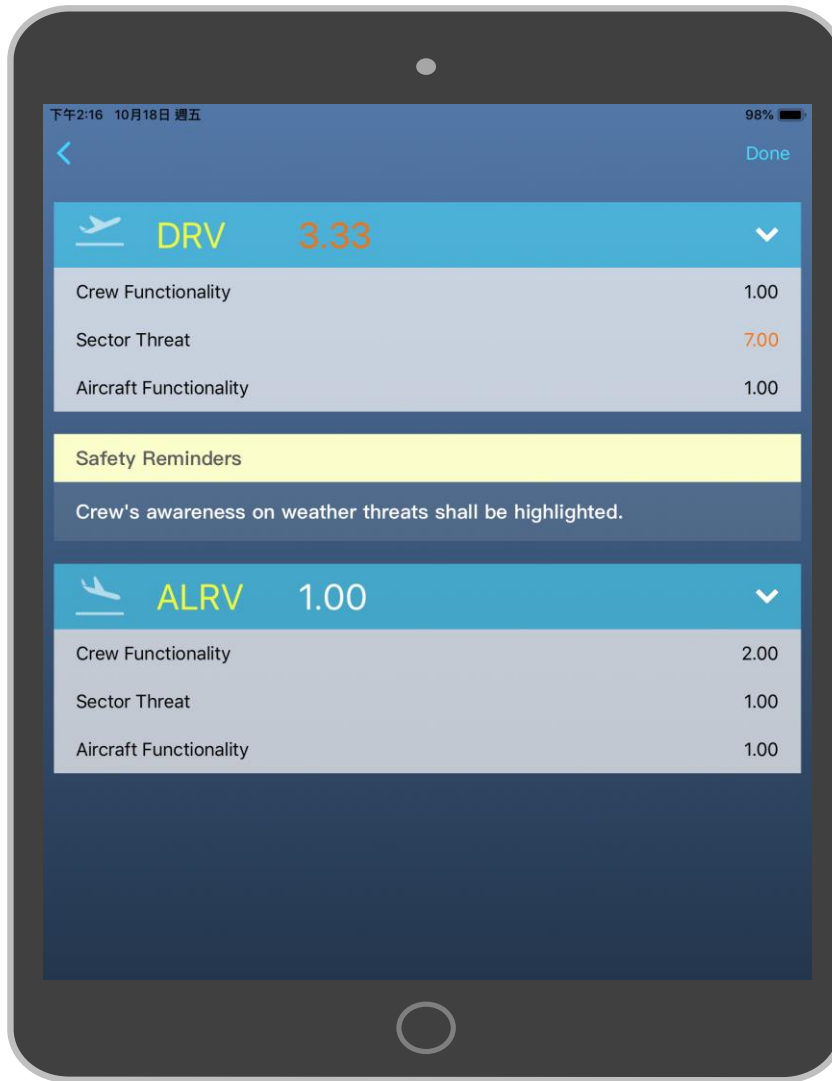 下午2:16 10月18日 週五 98%
Done
DRV 3.33
Crew Functionality 1.00
Sector Threat 7.00
Aircraft Functionality 1.00
Safety Reminders
Crew's awareness on weather threats shall be highlighted.
ALRV 1.00
Crew Functionality 2.00
Sector Threat 1.00
Aircraft Functionality 1.00